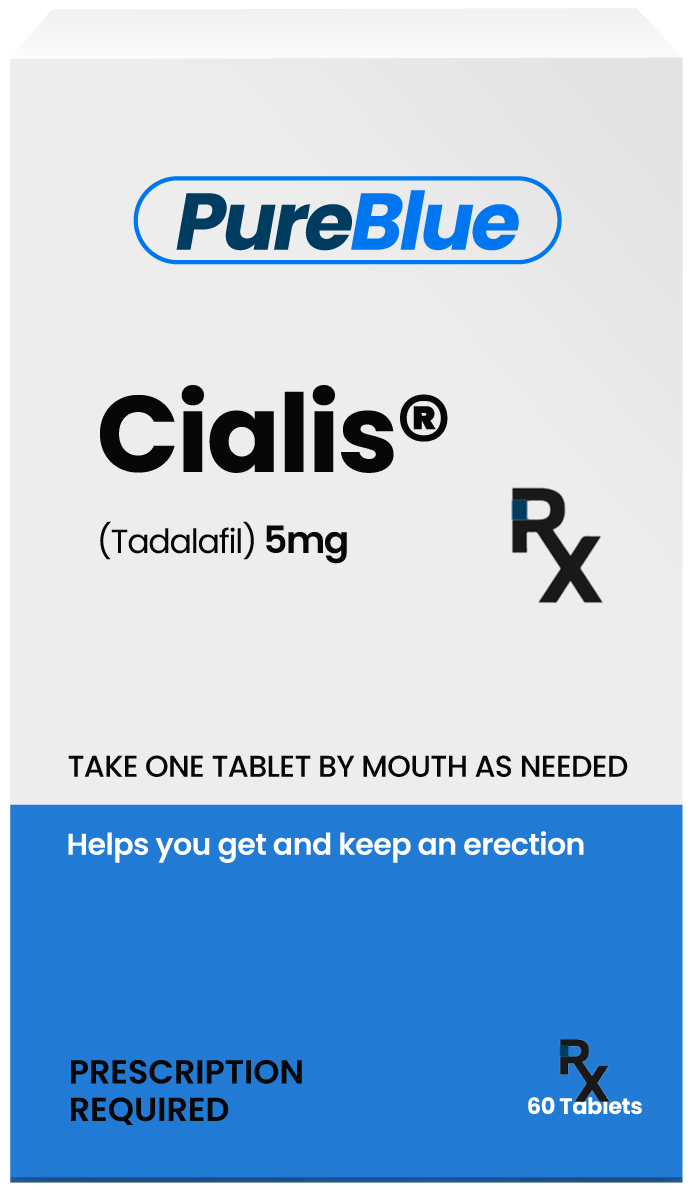 PureBlue
Cialis®
(Tadalafil) 5mg
Rx
TAKE ONE TABLET BY MOUTH AS NEEDED
Helps you get and keep an erection
PRESCRIPTION
REQUIRED
Rx
60 Tablets